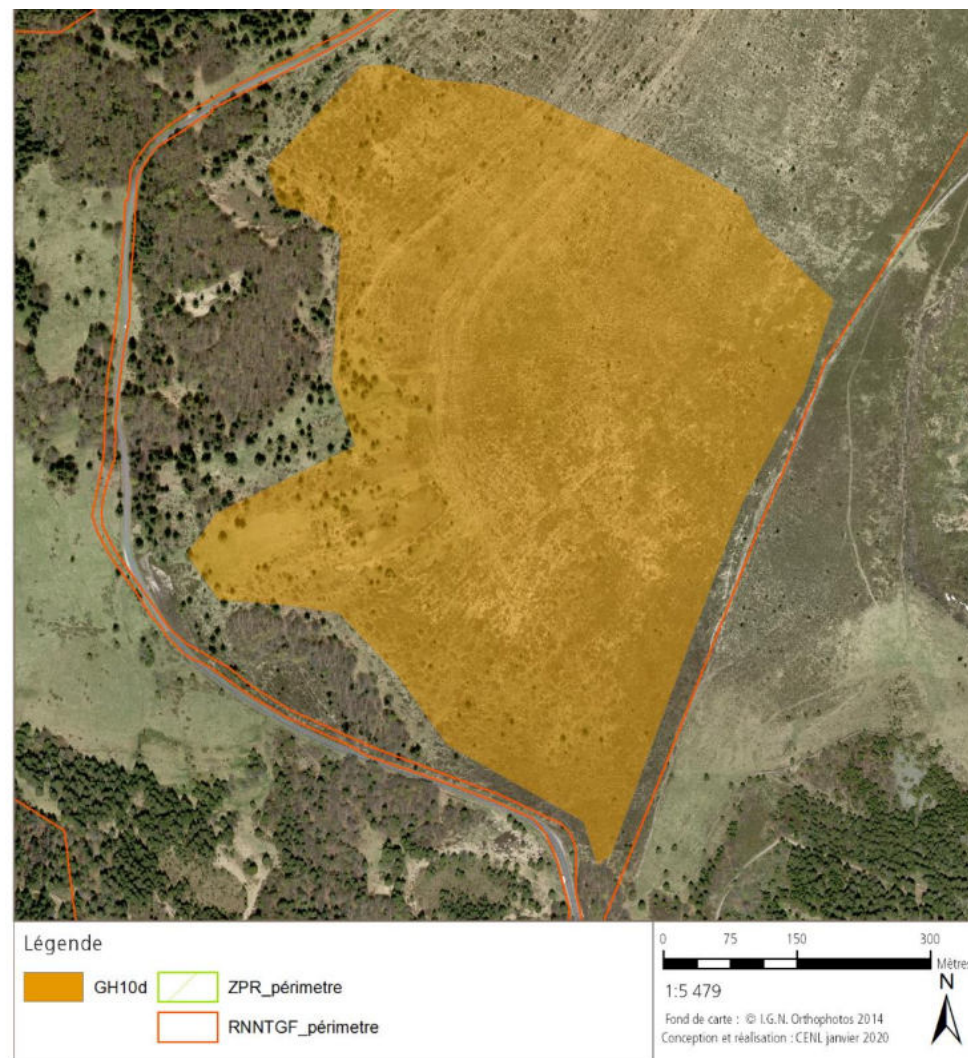 Légende
GH10d
ZPR_périmetre
RNNTGF_périmetre
0 75 150 300
Mètres
N
1:5 479
Fond de carte : © I.G.N. Orthophotos 2014
Conception et réalisation : CENL janvier 2020